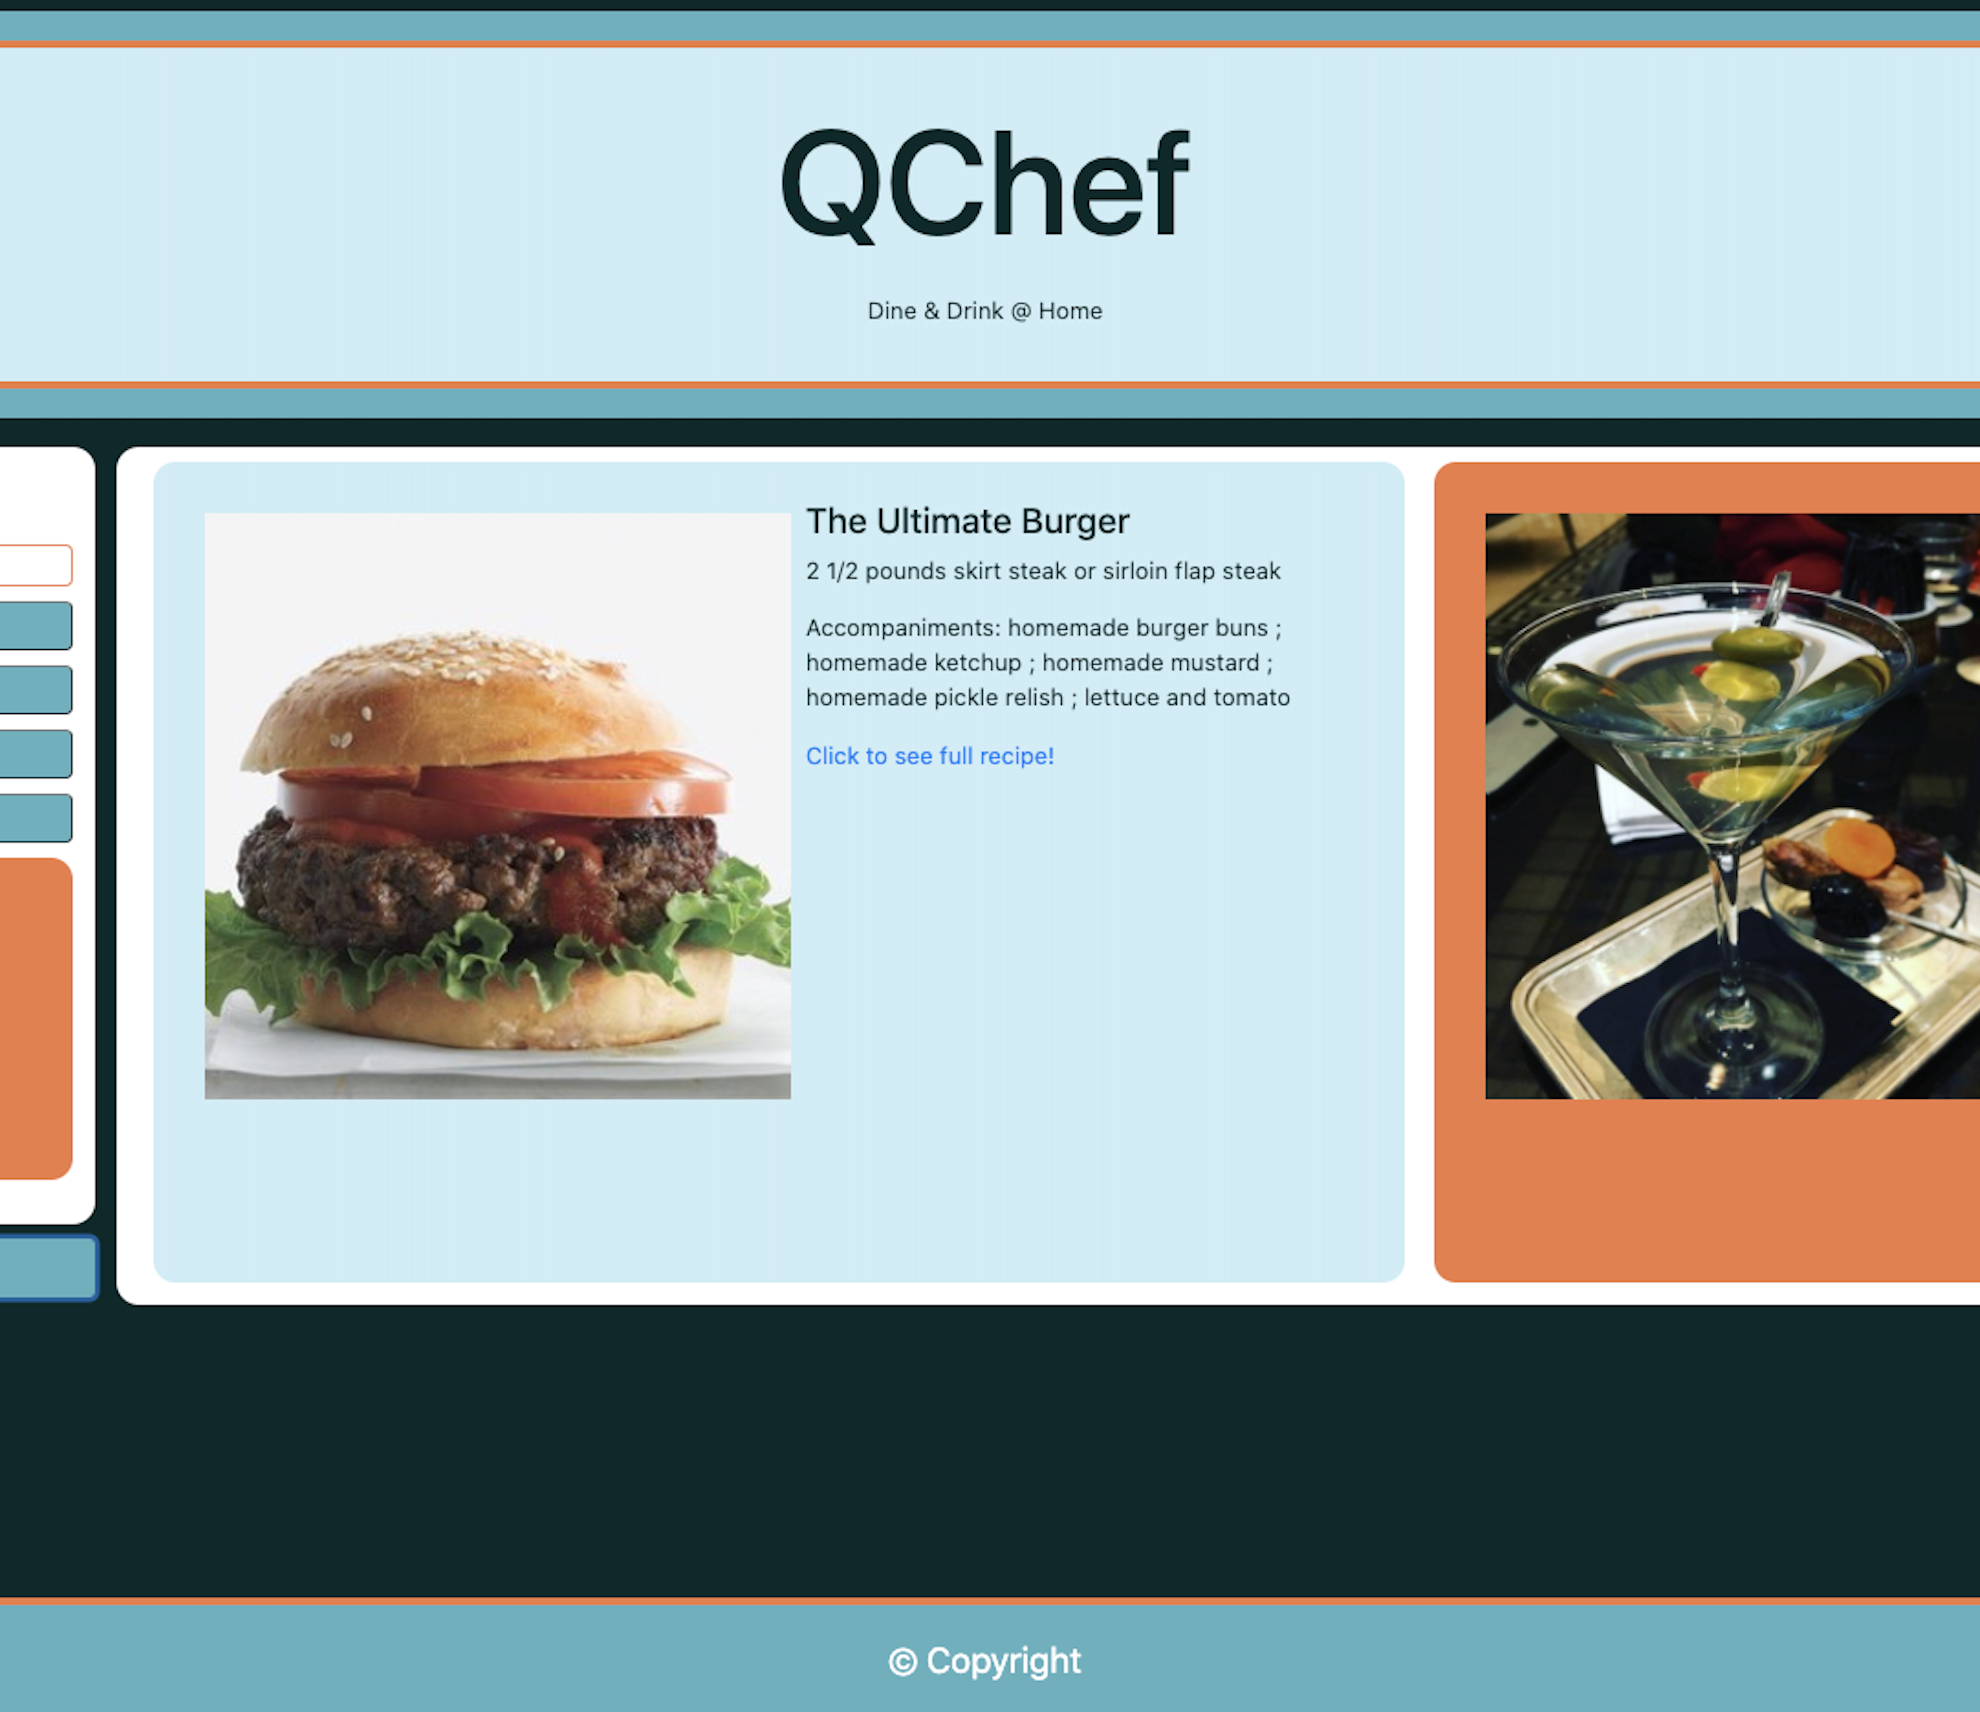 QChef
Dine & Drink @ Home
The Ultimate Burger
2 1/2 pounds skirt steak or sirloin flap steak
Accompaniments: homemade burger buns ;
homemade ketchup ; homemade mustard ;
homemade pickle relish ; lettuce and tomato
Click to see full recipe!
© Copyright